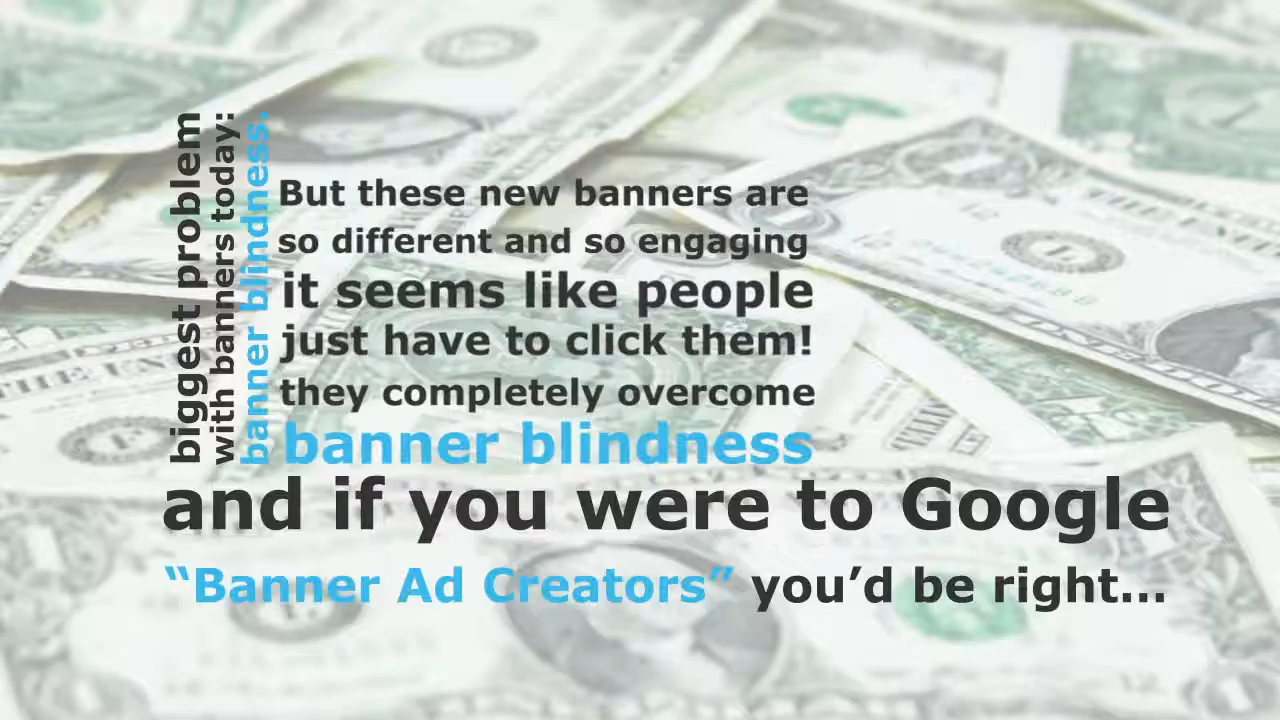 biggest problem
with banners today:
banner blindness.
But these new banners are
so different and so engaging
it seems like people
just have to click them!
they completely overcome
banner blindness
and if you were to Google
“Banner Ad Creators” you’d be right...